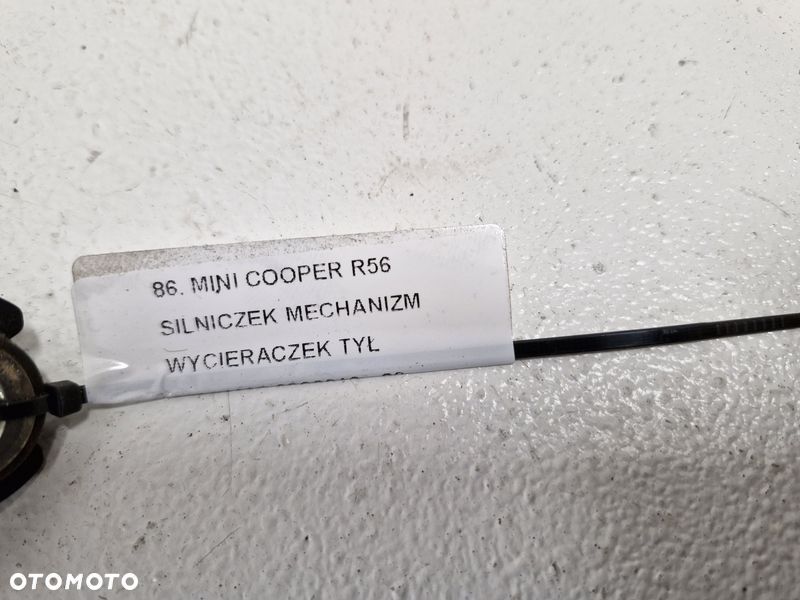 86. MINI COOPER R56
SILNICZEK MECHANIZM
WYCIERACZEK TYŁ
OTOMOTO